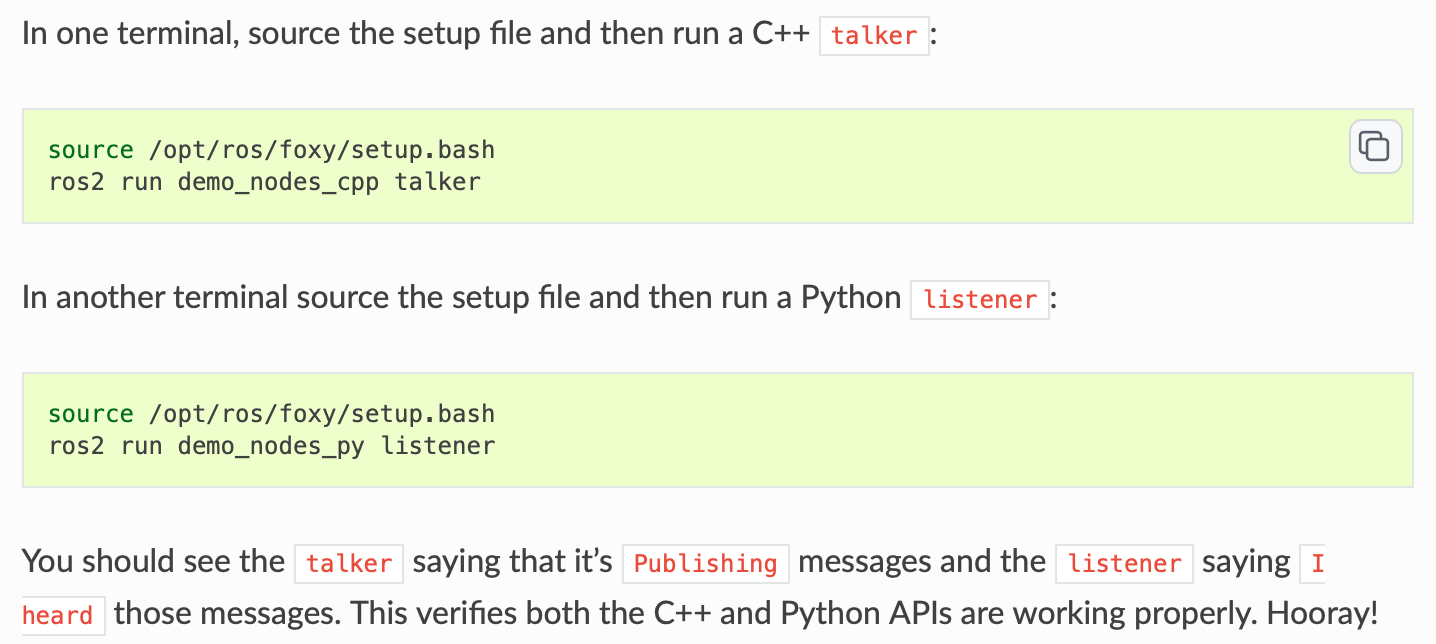 In one terminal, source the setup file and then run a C++ talker:
source /opt/ros/foxy/setup.bash
ros2 run demo_nodes_cpp talker
In another terminal source the setup file and then run a Python listener:
source /opt/ros/foxy/setup.bash
ros2 run demo_nodes_py listener
You should see the talker saying that it’s Publishing messages and the listener saying I
heard those messages. This verifies both the C++ and Python APIs are working properly. Hooray!